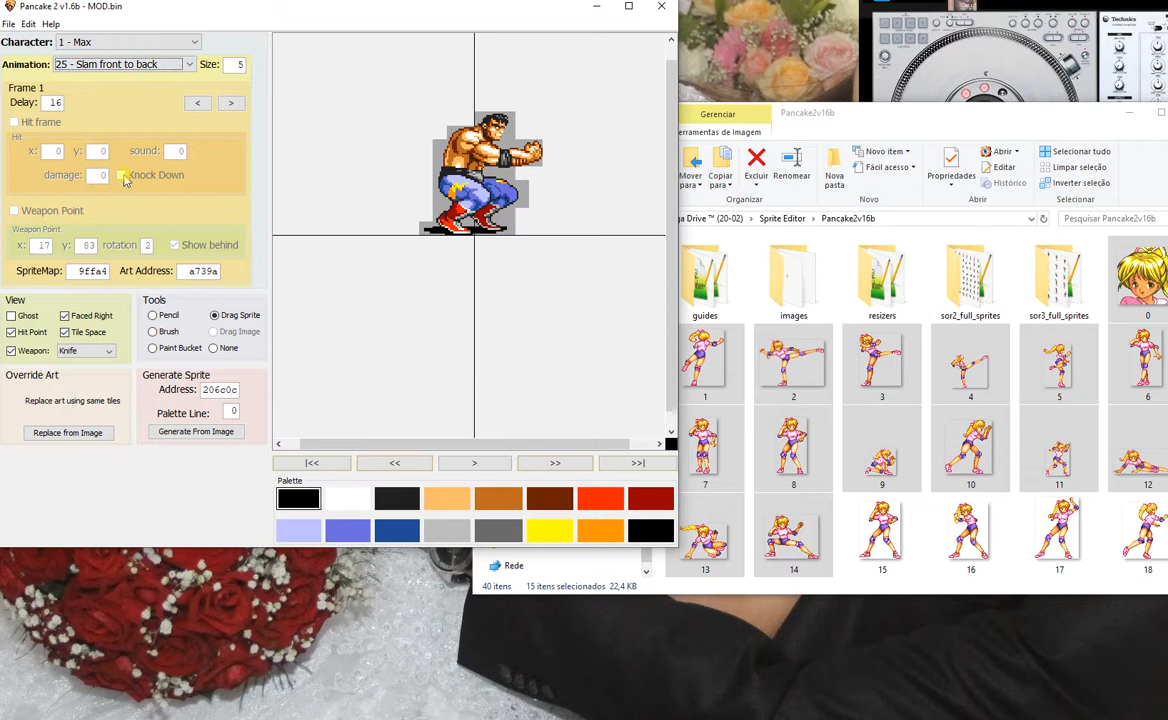 Pancake 2 v1.6b - MOD.bin
File Edit Help
Character: 1 - Max
Animation: 25 - Slam front to back Size: 5
Frame 1
Delay: 16 < >
Hit frame
Hit
x: 0 y: 0 sound: 0
damage: 0 Knock Down
Weapon Point
Weapon Point
x: 17 y: 83 rotation 2 Show behind
SpriteMap: 9ffa4 Art Address: a739a
View
Ghost Faced Right
Hit Point Tile Space
Weapon: Knife
Tools
Pencil Drag Sprite
Brush Drag Image
Paint Bucket None
Override Art
Replace art using same tiles
Replace from Image
Generate Sprite
Address: 206c0c
Palette Line: 0
Generate From Image
|<< << > >> >>|
Palette
Technics
Gerenciar Pancake2v16b
erramentas de Imagem
Mover para Copiar para Excluir Renomear
Organizar
Nova pasta Novo item Fácil acesso
Novo
Propriedades Abrir Editar Histórico
Abrir
Selecionar tudo
Limpar seleção
Inverter seleção
Selecionar
ga Drive ™ (20-02) > Sprite Editor > Pancake2v16b Pesquisar Pancake2v16b
guides images resizers sor2_full_sprites sor3_full_sprites 0
1 2 3 4 5 6
7 8 9 10 11 12
13 14 15 16 17 18
Rede
40 itens 15 itens selecionados 22,4 KB